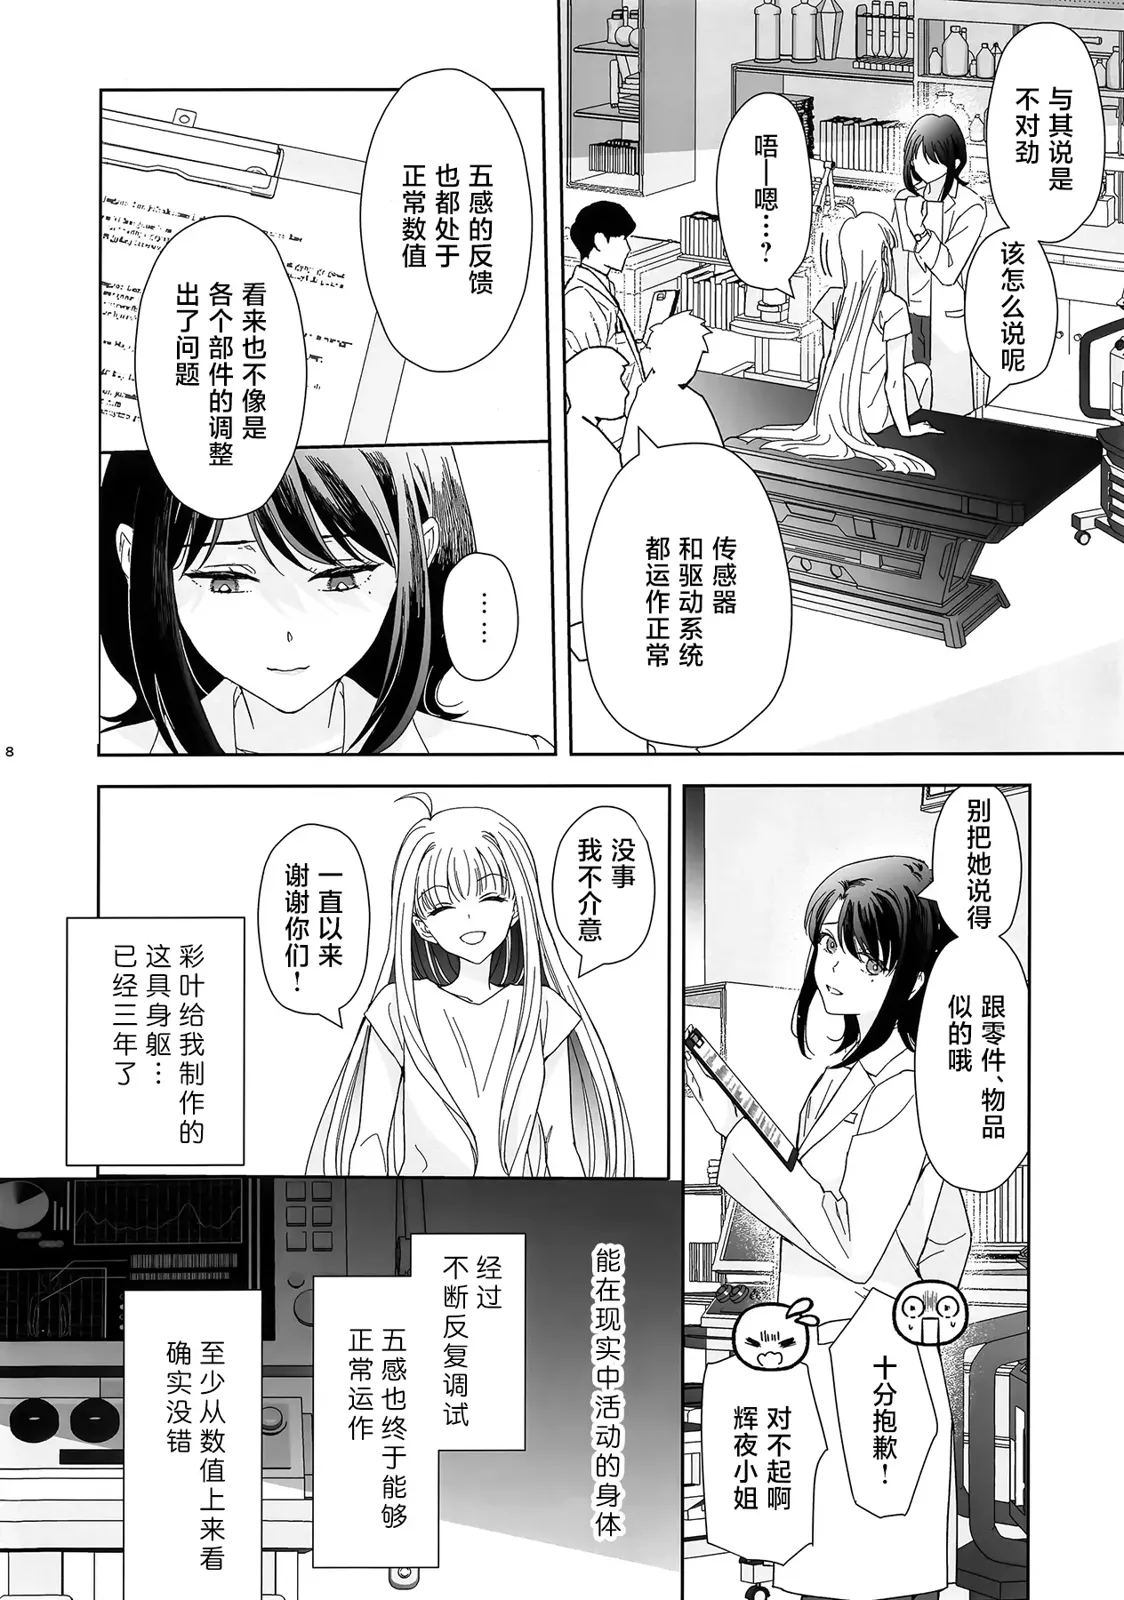 与其说是
不对劲
该怎么说呢
唔—嗯…?
传感器
和驱动系统
都运作正常
五感的反馈
也都处于
正常数值
看来也不像是
各个部件的调整
出了问题
……
别把她说得
跟零件、物品
似的哦
十分抱歉!
对不起啊
辉夜小姐
没事
我不介意
一直以来
谢谢你们!
彩叶给我制作的
这具身躯…
已经三年了
能在现实中活动的身体
经过
不断反复调试
五感也终于能够
正常运作
至少从数值上来看
确实没错
8